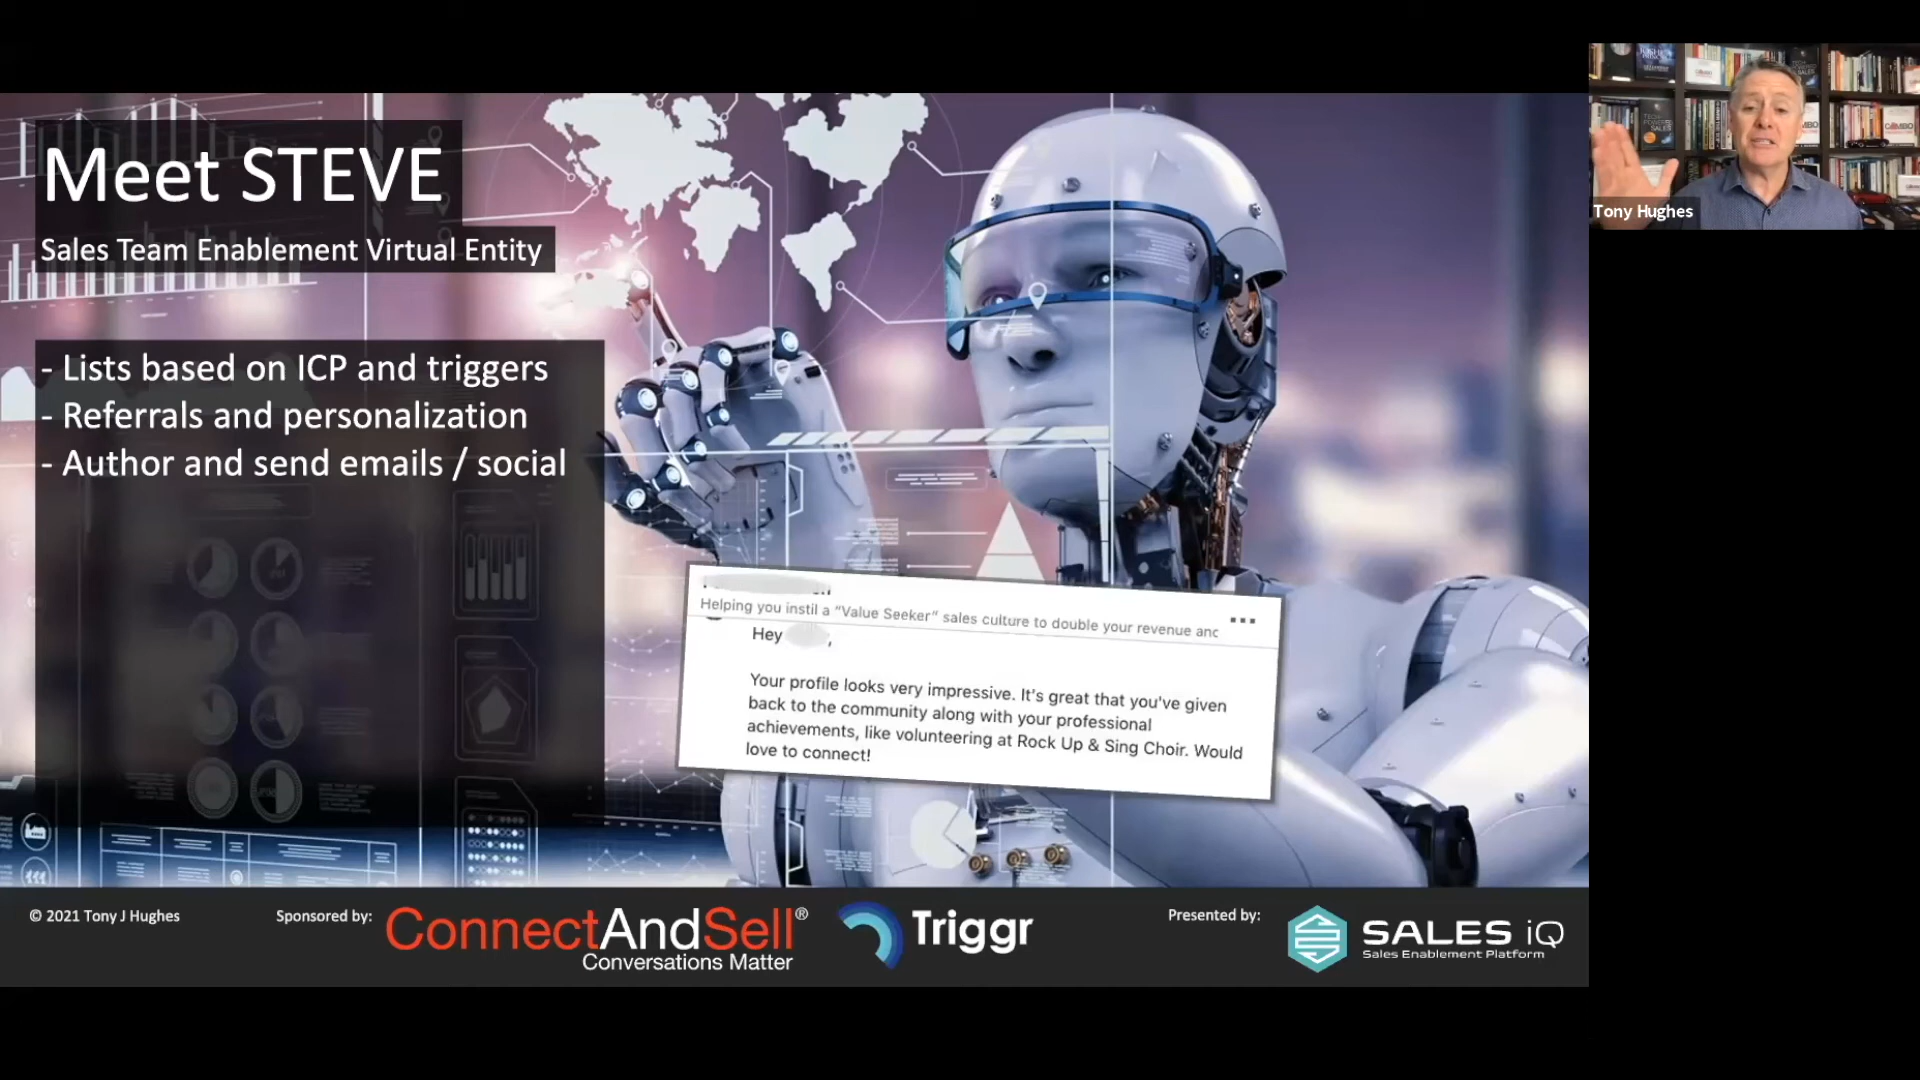 Meet STEVE
Sales Team Enablement Virtual Entity
- Lists based on ICP and triggers
- Referrals and personalization
- Author and send emails / social
Helping you instil a “Value Seeker” sales culture to double your revenue and
Hey ,
Your profile looks very impressive. It's great that you've given
back to the community along with your professional
achievements, like volunteering at Rock Up & Sing Choir. Would
love to connect!
© 2021 Tony J Hughes
Sponsored by:
ConnectAndSell®
Conversations Matter
Triggr
Presented by:
SALES iQ
Sales Enablement Platform
Tony Hughes